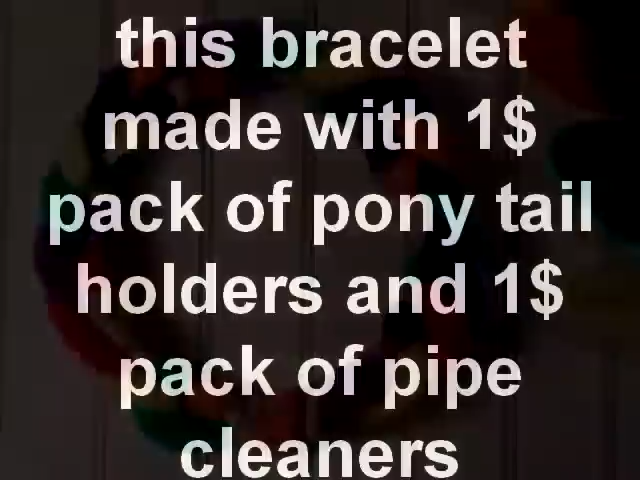 this bracelet
made with 1$
pack of pony tail
holders and 1$
pack of pipe
cleaners